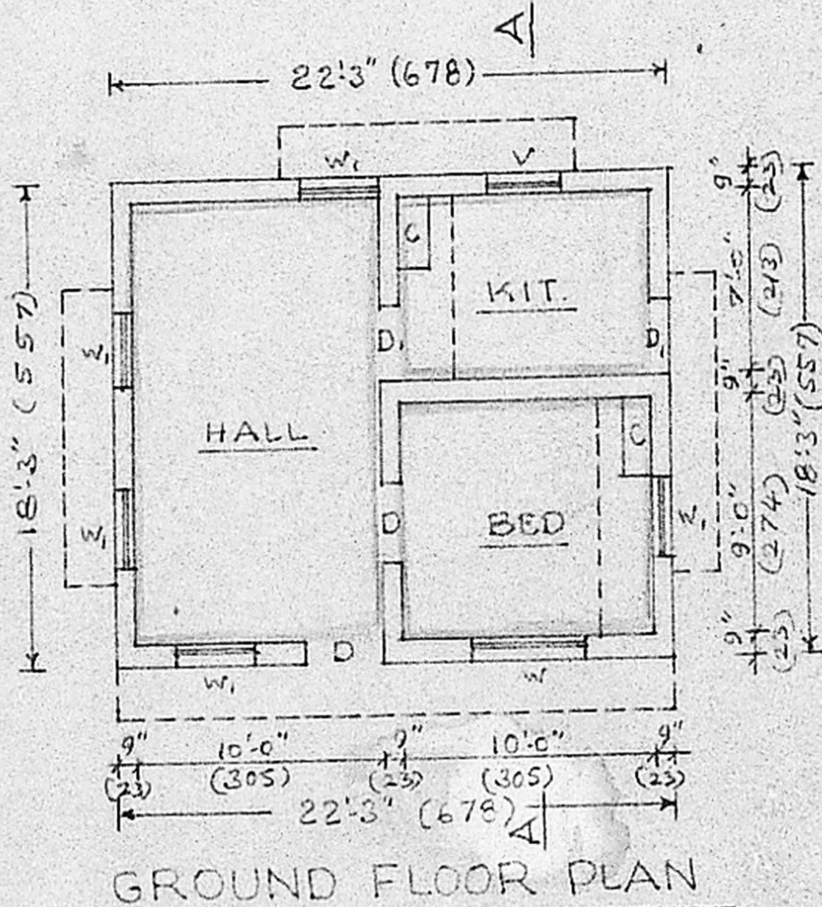 A
22'-3" (678)
W₁ V
9" (23)
C
7'-0" (213)
KIT.
18'-3" (557)
W₁
D₁ D₁
9" (23)
18'-3" (557)
HALL
C
W₁
D
BED
W₁
9'-0" (274)
9" (23)
D
W₁ W
9" 10'-0" 9" 10'-0" 9"
(23) (305) (23) (305) (23)
22'-3" (678)
A
GROUND FLOOR PLAN